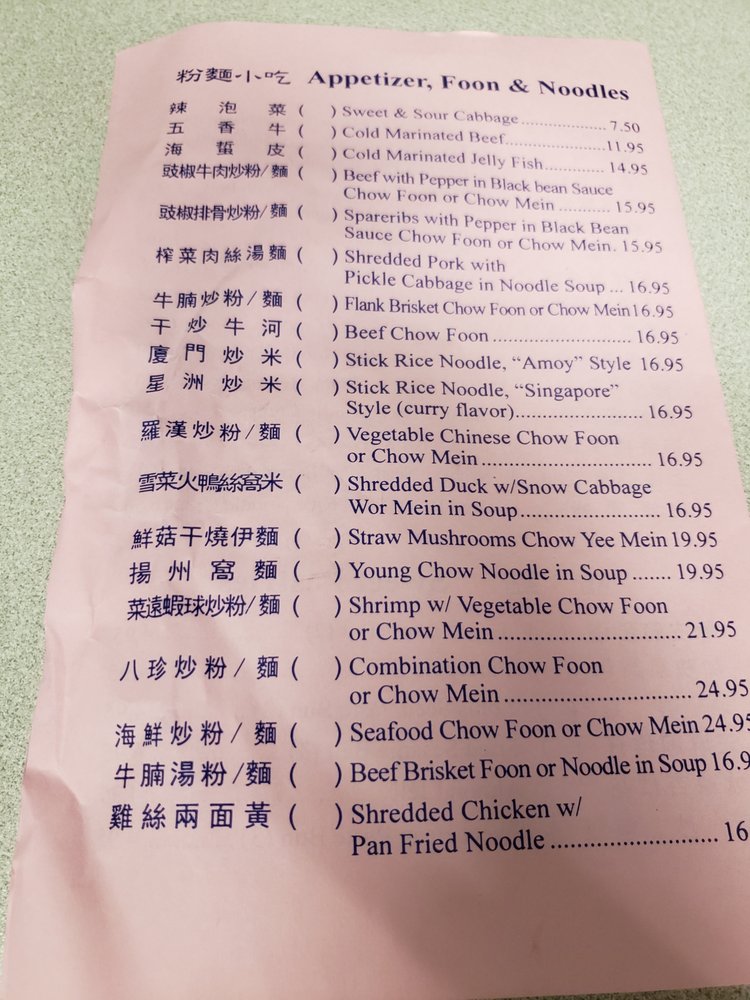 粉麵小吃 Appetizer, Foon & Noodles
辣泡菜 ( ) Sweet & Sour Cabbage.................... 7.50
五香牛 ( ) Cold Marinated Beef........................11.95
海蜇皮 ( ) Cold Marinated Jelly Fish............... 14.95
豉椒牛肉炒粉/麵 ( ) Beef with Pepper in Black bean Sauce
Chow Foon or Chow Mein ............ 15.95
豉椒排骨炒粉/麵 ( ) Spareribs with Pepper in Black Bean
Sauce Chow Foon or Chow Mein. 15.95
榨菜肉絲湯麵 ( ) Shredded Pork with
Pickle Cabbage in Noodle Soup ... 16.95
牛腩炒粉/麵 ( ) Flank Brisket Chow Foon or Chow Mein16.95
干炒牛河 ( ) Beef Chow Foon ............................ 16.95
廈門炒米 ( ) Stick Rice Noodle, “Amoy” Style 16.95
星洲炒米 ( ) Stick Rice Noodle, “Singapore”
Style (curry flavor)......................... 16.95
羅漢炒粉/麵 ( ) Vegetable Chinese Chow Foon
or Chow Mein ................................ 16.95
雪菜火鴨絲窩米 ( ) Shredded Duck w/Snow Cabbage
Wor Mein in Soup........................... 16.95
鮮菇干燒伊麵 ( ) Straw Mushrooms Chow Yee Mein 19.95
揚州窩麵 ( ) Young Chow Noodle in Soup ....... 19.95
菜遠蝦球炒粉/麵 ( ) Shrimp w/ Vegetable Chow Foon
or Chow Mein ................................ 21.95
八珍炒粉/麵 ( ) Combination Chow Foon
or Chow Mein ................................ 24.95
海鮮炒粉/麵 ( ) Seafood Chow Foon or Chow Mein 24.95
牛腩湯粉/麵 ( ) Beef Brisket Foon or Noodle in Soup 16.9
雞絲兩面黃 ( ) Shredded Chicken w/
Pan Fried Noodle ............................ 16